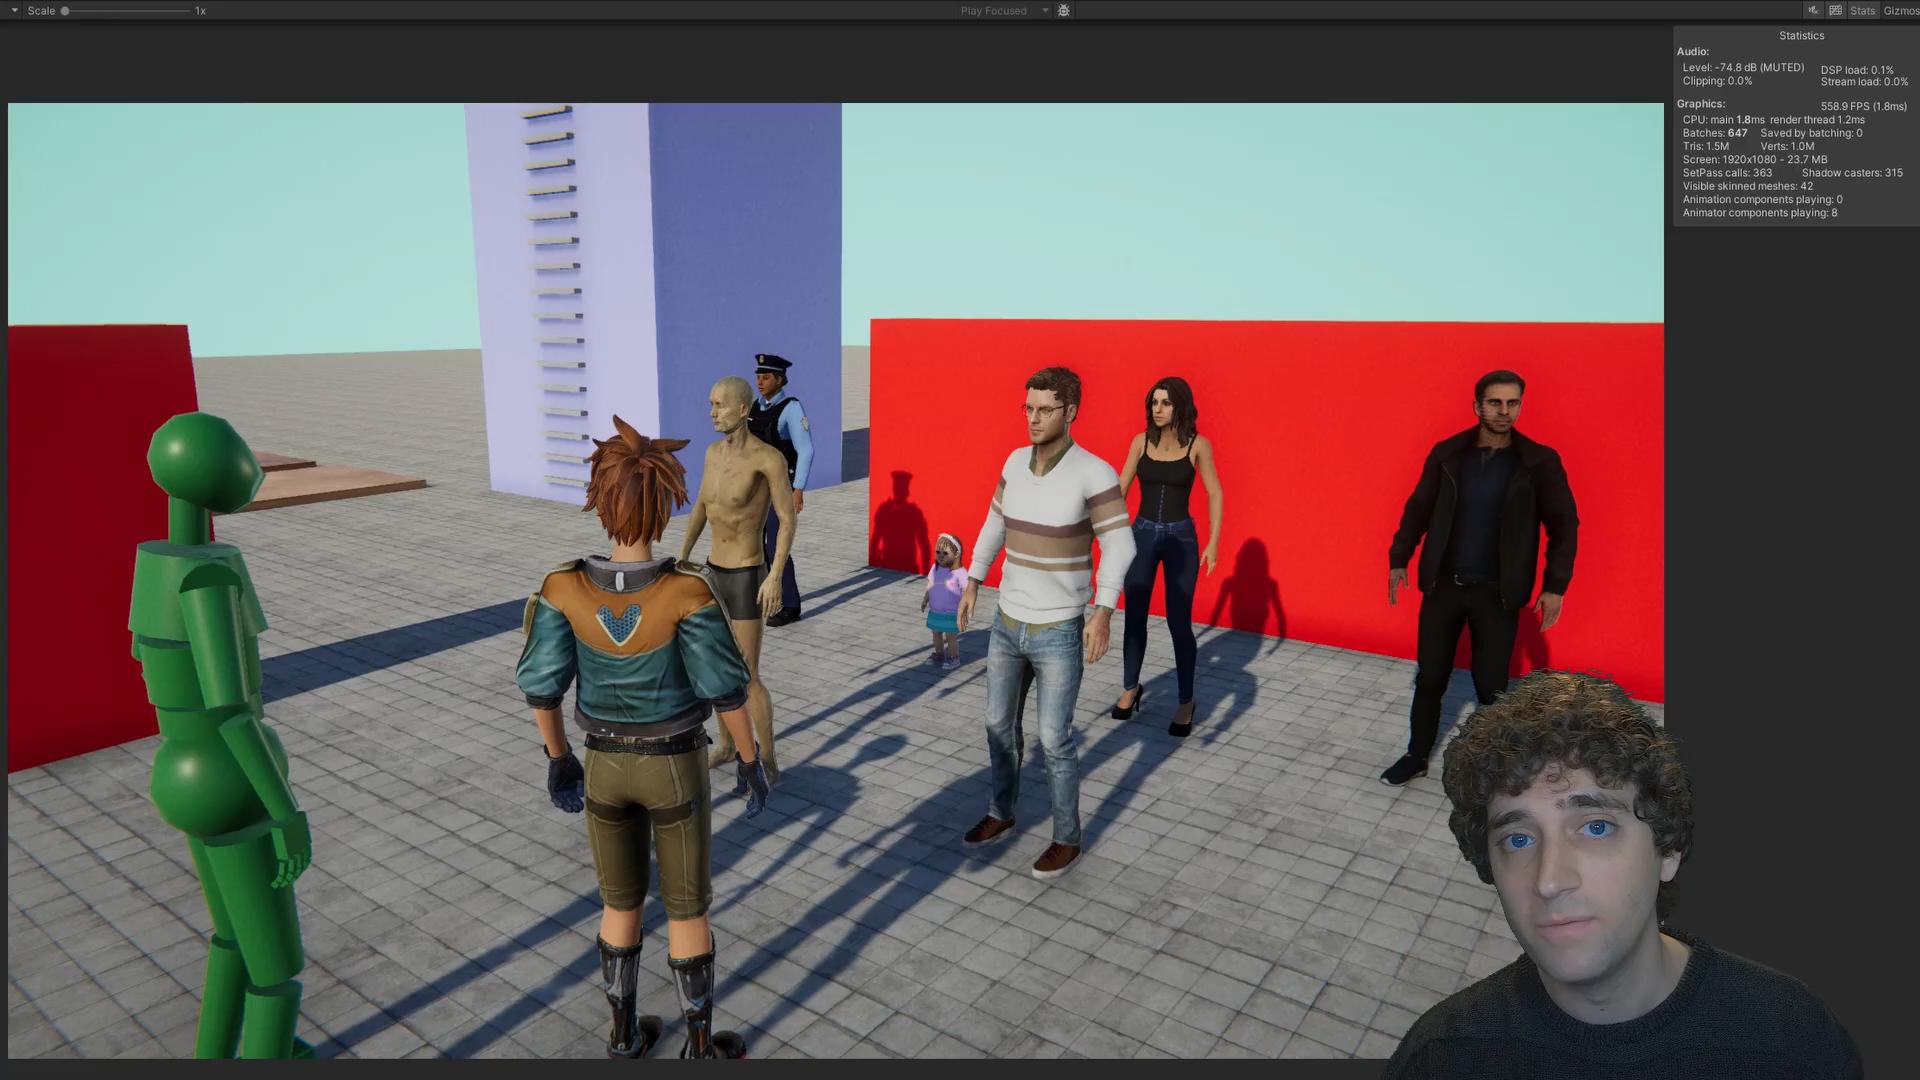 Scale 1x Play Focused Stats Gizmos
Statistics
Audio:
Level: -74.8 dB (MUTED) DSP load: 0.1%
Clipping: 0.0% Stream load: 0.0%
Graphics: 558.9 FPS (1.8ms)
CPU: main 1.8ms render thread 1.2ms
Batches: 647 Saved by batching: 0
Tris: 1.5M Verts: 1.0M
Screen: 1920x1080 - 23.7 MB
SetPass calls: 363 Shadow casters: 315
Visible skinned meshes: 42
Animation components playing: 0
Animator components playing: 8